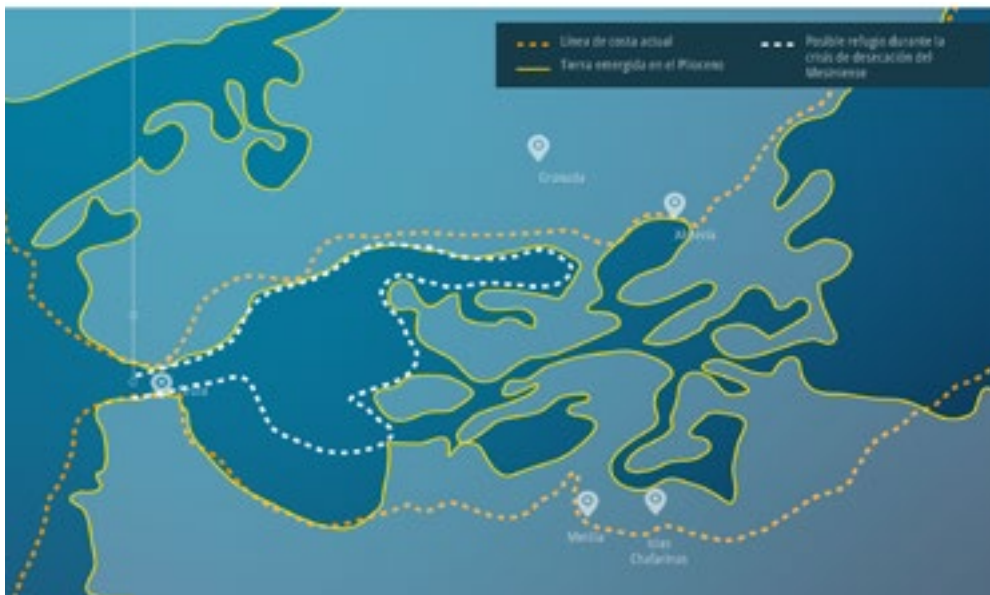 Línea de costa actual
Tierra emergida en el Plioceno
Posible refugio durante la
crisis de desecación del
Mesiniense
Granada
Almería
Melilla
Islas
Chafarinas